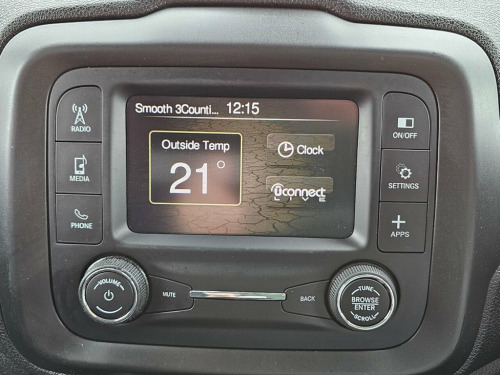 Smooth 3Counti... 12:15
Outside Temp
21°
Clock
uconnect
LIVE
RADIO
MEDIA
PHONE
ON/OFF
SETTINGS
APPS
VOLUME
MUTE
BACK
TUNE
BROWSE
ENTER
SCROLL